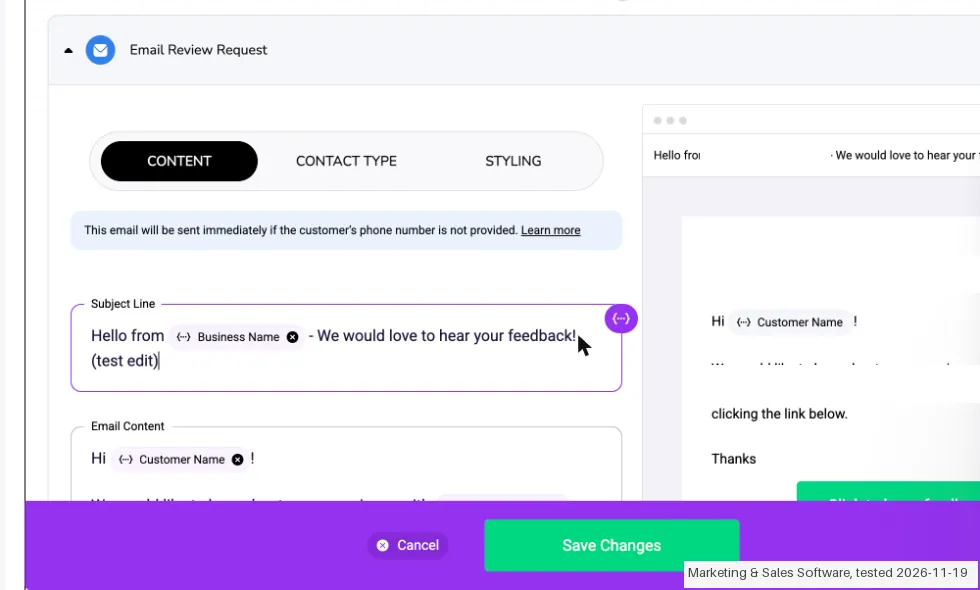 Email Review Request
CONTENT CONTACT TYPE STYLING
This email will be sent immediately if the customer's phone number is not provided. Learn more
Subject Line
Hello from {··} Business Name - We would love to hear your feedback!
(test edit)
{··}
Email Content
Hi {··} Customer Name !
Hello from · We would love to hear your
Hi {··} Customer Name !
clicking the link below.
Thanks
Cancel
Save Changes
Marketing & Sales Software, tested 2026-11-19